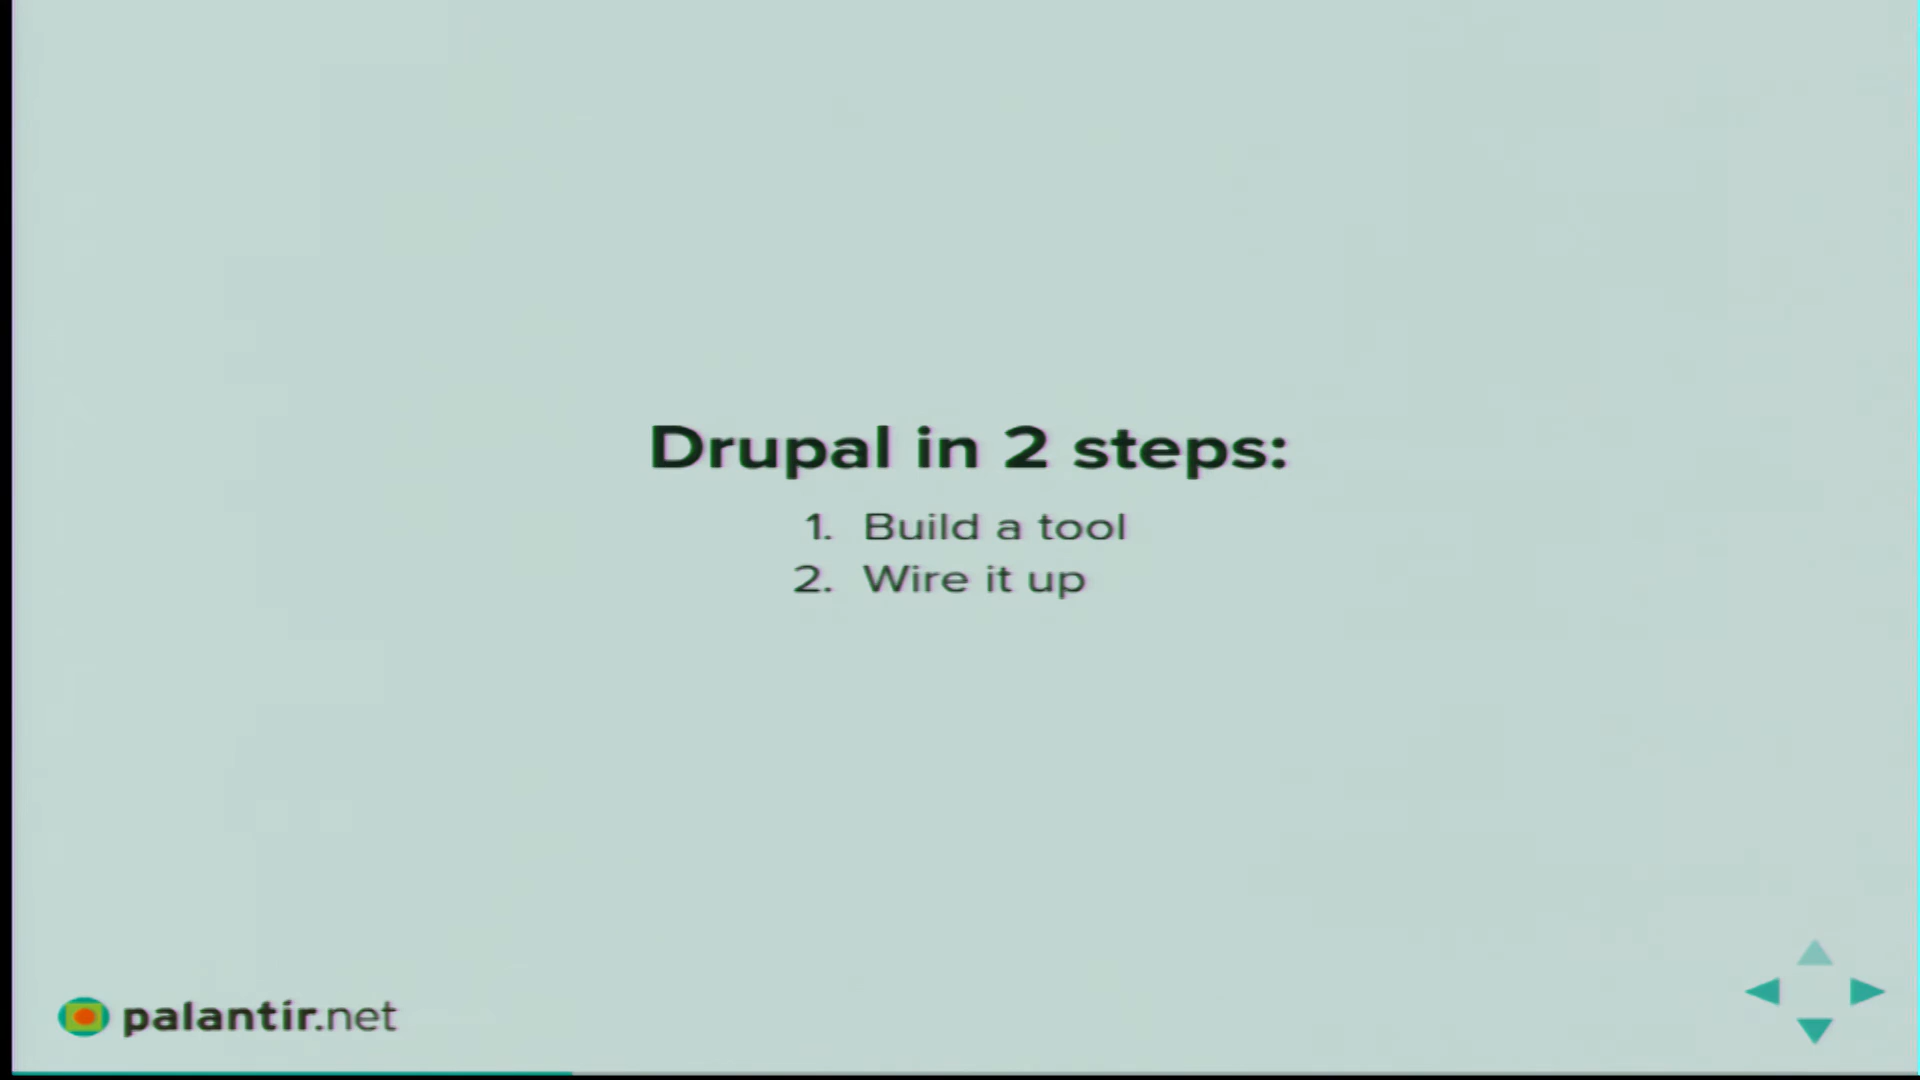 Drupal in 2 steps:
1. Build a tool
2. Wire it up
palantir.net